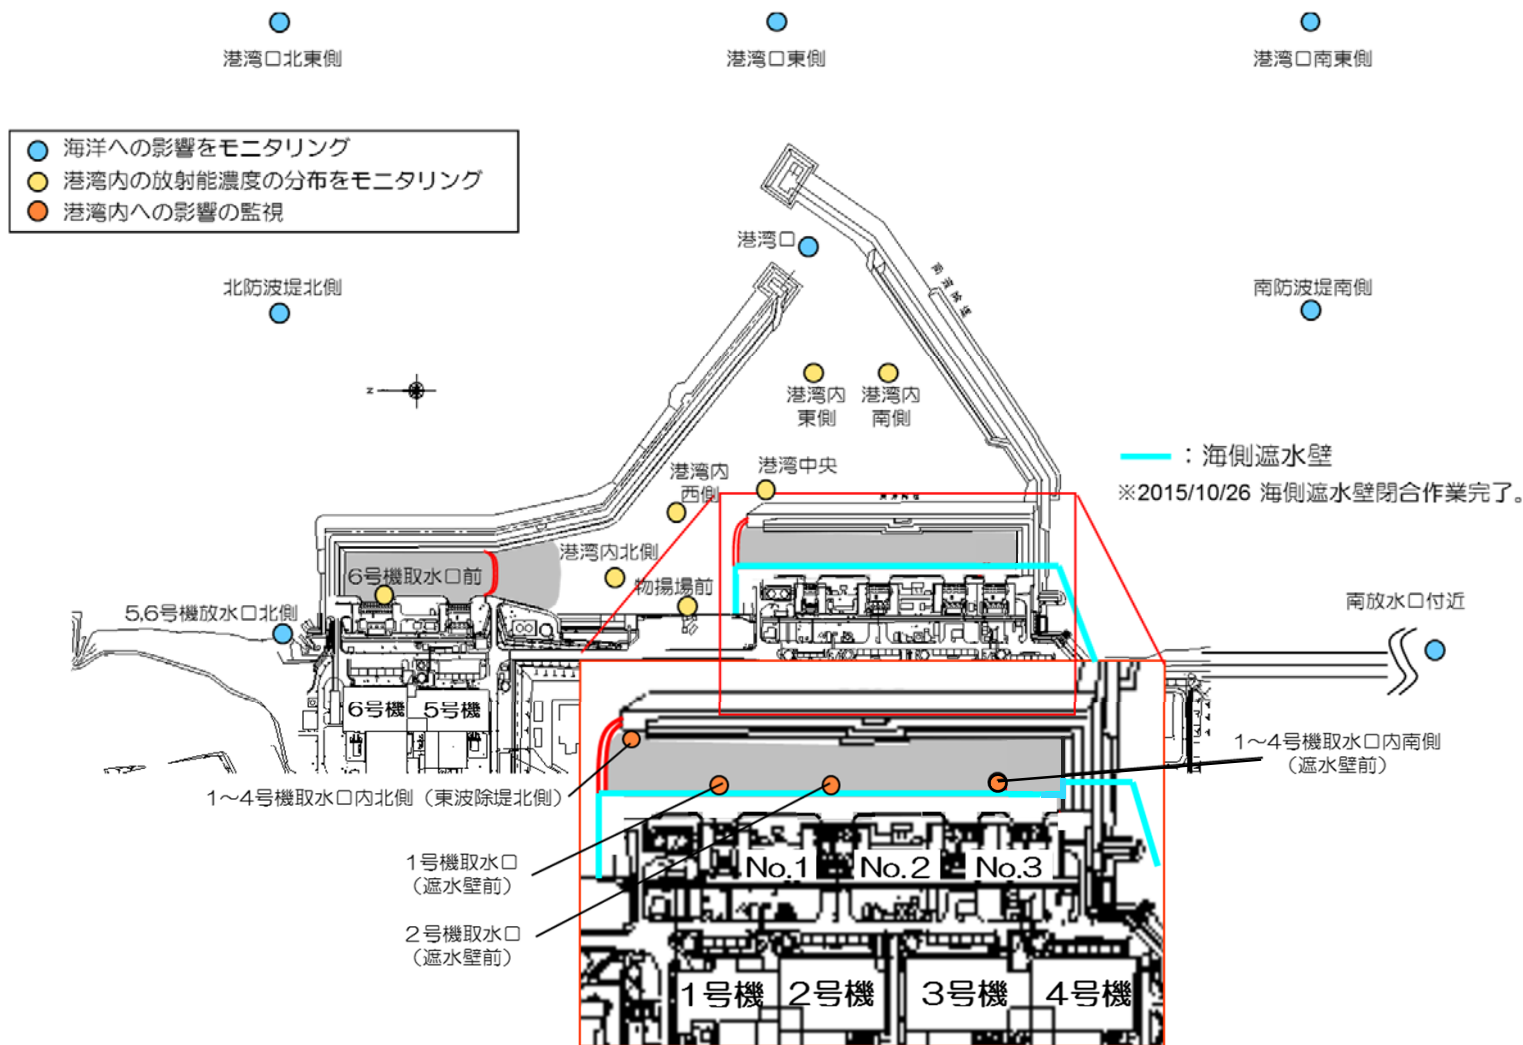 港湾口北東側
港湾口東側
港湾口南東側
海洋への影響をモニタリング
港湾内の放射能濃度の分布をモニタリング
港湾内への影響の監視
港湾口
北防波堤北側
南防波堤南側
N
港湾内
東側
港湾内
南側
港湾内
西側
港湾中央
：海側遮水壁
※2015/10/26 海側遮水壁閉合作業完了。
港湾内北側
6号機取水口前
物揚場前
5,6号機放水口北側
南放水口付近
6号機
5号機
1～4号機取水口内南側
（遮水壁前）
1～4号機取水口内北側（東波除堤北側）
1号機取水口
（遮水壁前）
No.1
No.2
No.3
2号機取水口
（遮水壁前）
1号機
2号機
3号機
4号機